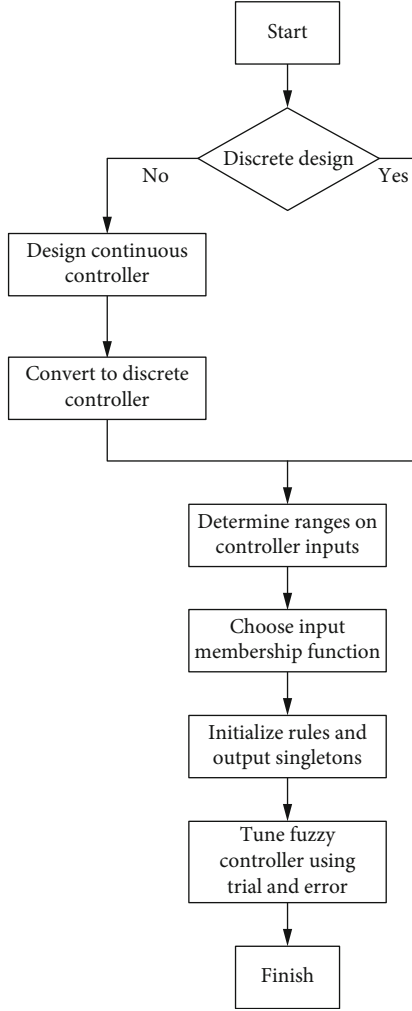 Start
Discrete design
No
Yes
Design continuous
controller
Convert to discrete
controller
Determine ranges on
controller inputs
Choose input
membership function
Initialize rules and
output singletons
Tune fuzzy
controller using
trial and error
Finish